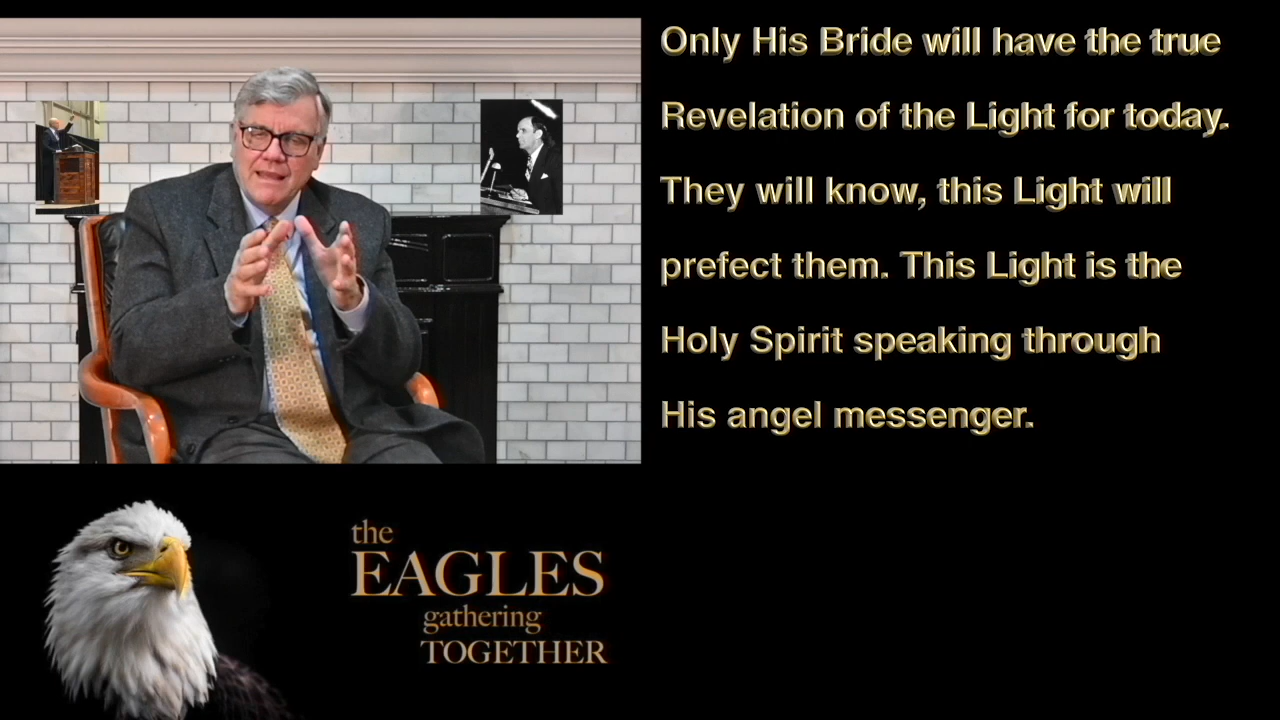 Only His Bride will have the true
Revelation of the Light for today.
They will know, this Light will
prefect them. This Light is the
Holy Spirit speaking through
His angel messenger.
the
EAGLES
gathering
TOGETHER